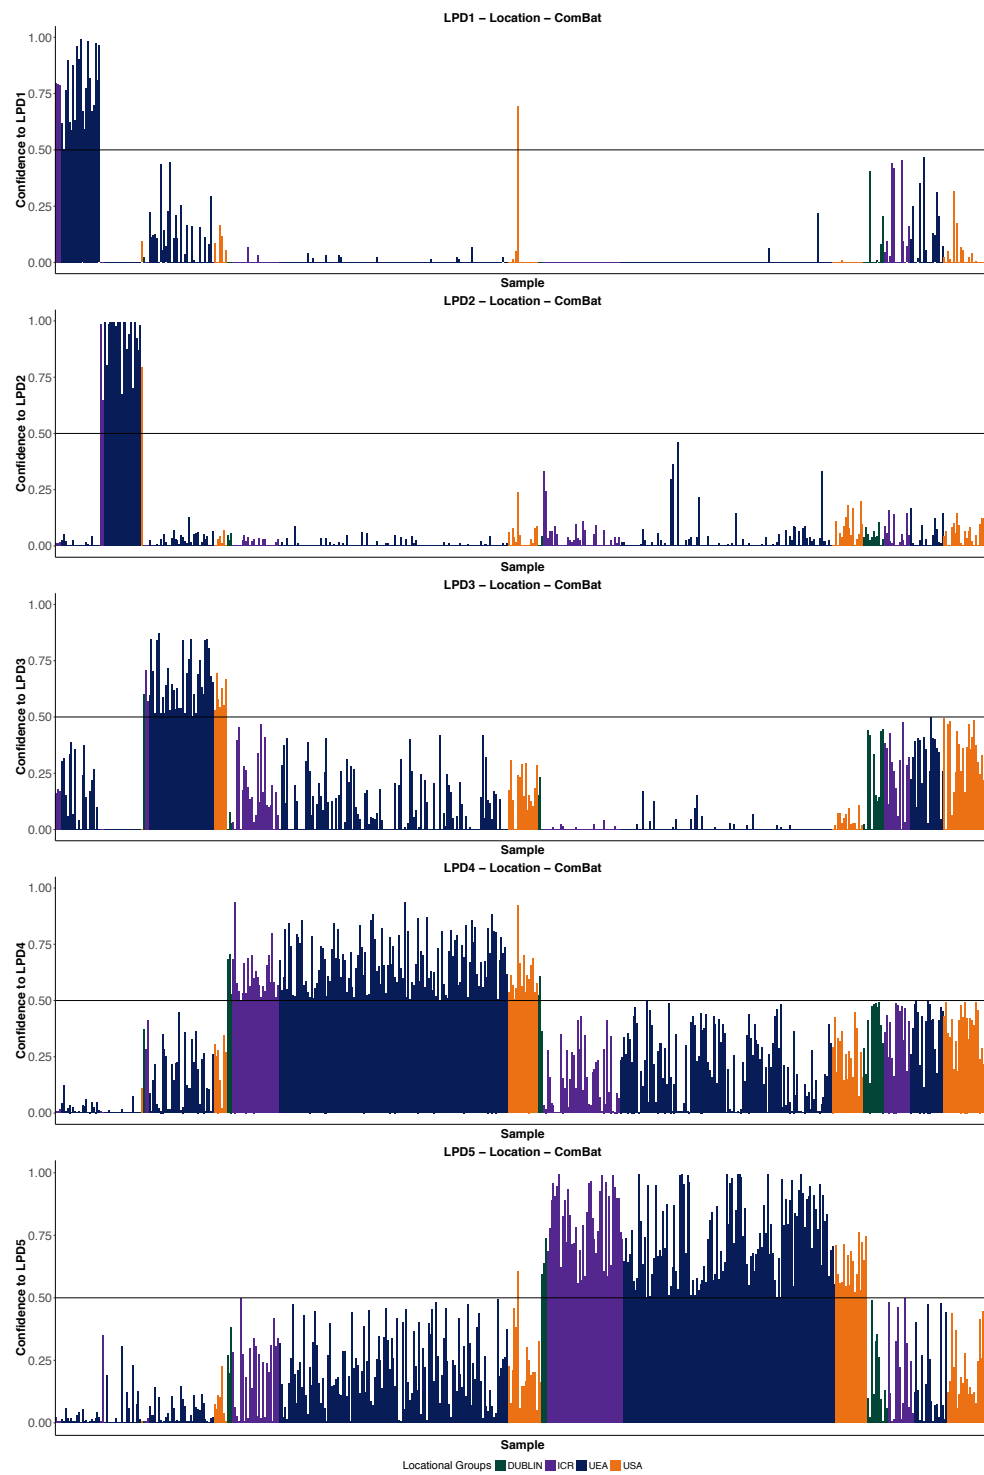 LPD1 – Location – ComBat
Confidence to LPD1
1.00
0.75
0.50
0.25
0.00
Sample
LPD2 – Location – ComBat
Confidence to LPD2
1.00
0.75
0.50
0.25
0.00
Sample
LPD3 – Location – ComBat
Confidence to LPD3
1.00
0.75
0.50
0.25
0.00
Sample
LPD4 – Location – ComBat
Confidence to LPD4
1.00
0.75
0.50
0.25
0.00
Sample
LPD5 – Location – ComBat
Confidence to LPD5
1.00
0.75
0.50
0.25
0.00
Sample
Locational Groups DUBLIN ICR UEA USA